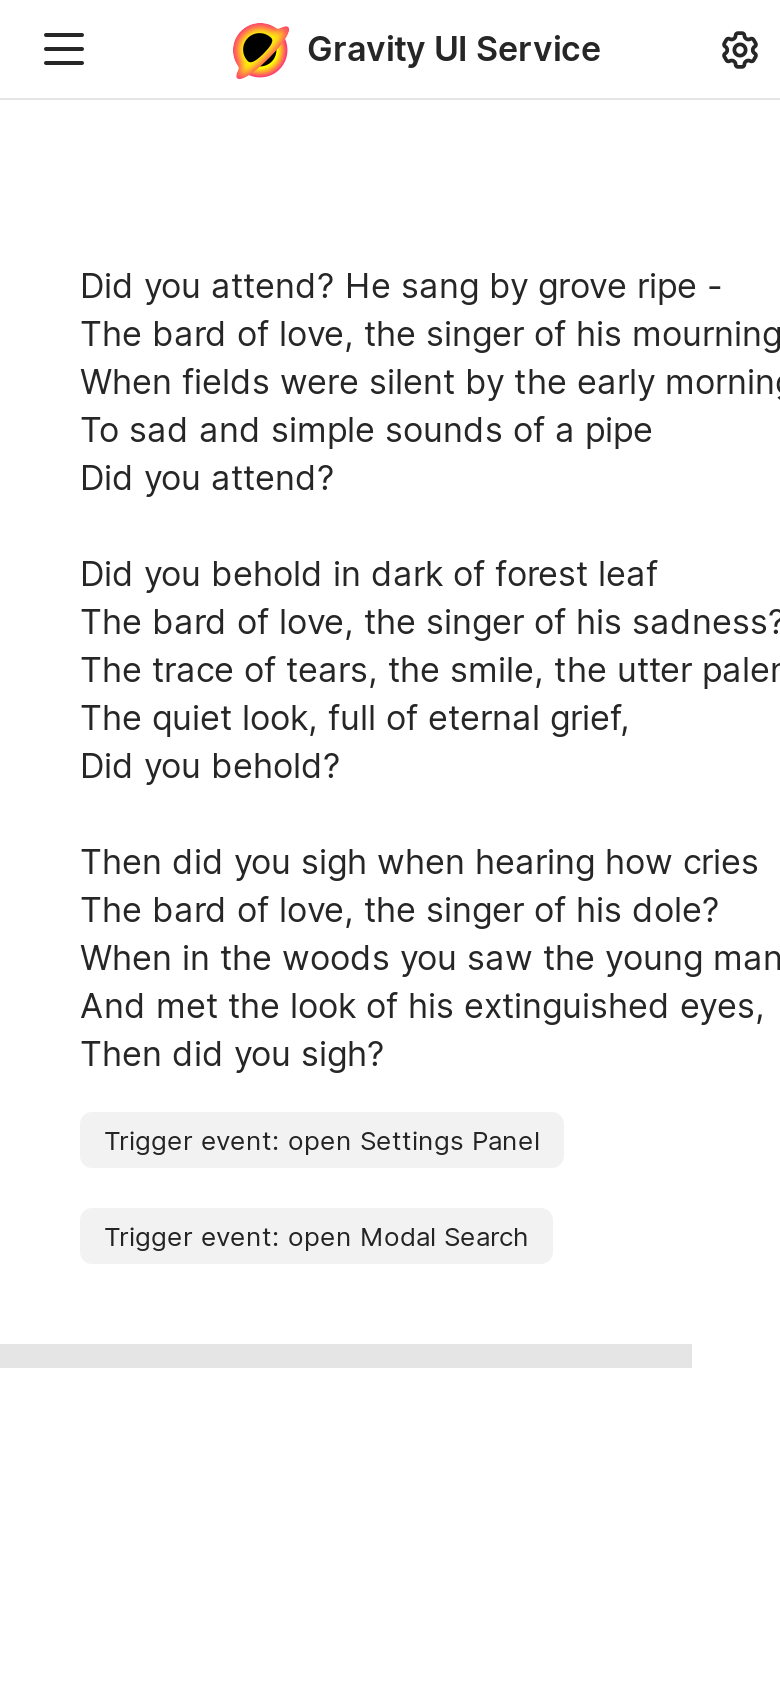 Gravity UI Service
Did you attend? He sang by grove ripe -
The bard of love, the singer of his mourning
When fields were silent by the early morning
To sad and simple sounds of a pipe
Did you attend?
Did you behold in dark of forest leaf
The bard of love, the singer of his sadness?
The trace of tears, the smile, the utter
The quiet look, full of eternal grief,
Did you behold?
Then did you sigh when hearing how cries
The bard of love, the singer of his dole?
When in the woods you saw the young man
And met the look of his extinguished eyes,
Then did you sigh?
Trigger event: open Settings Panel
Trigger event: open Modal Search